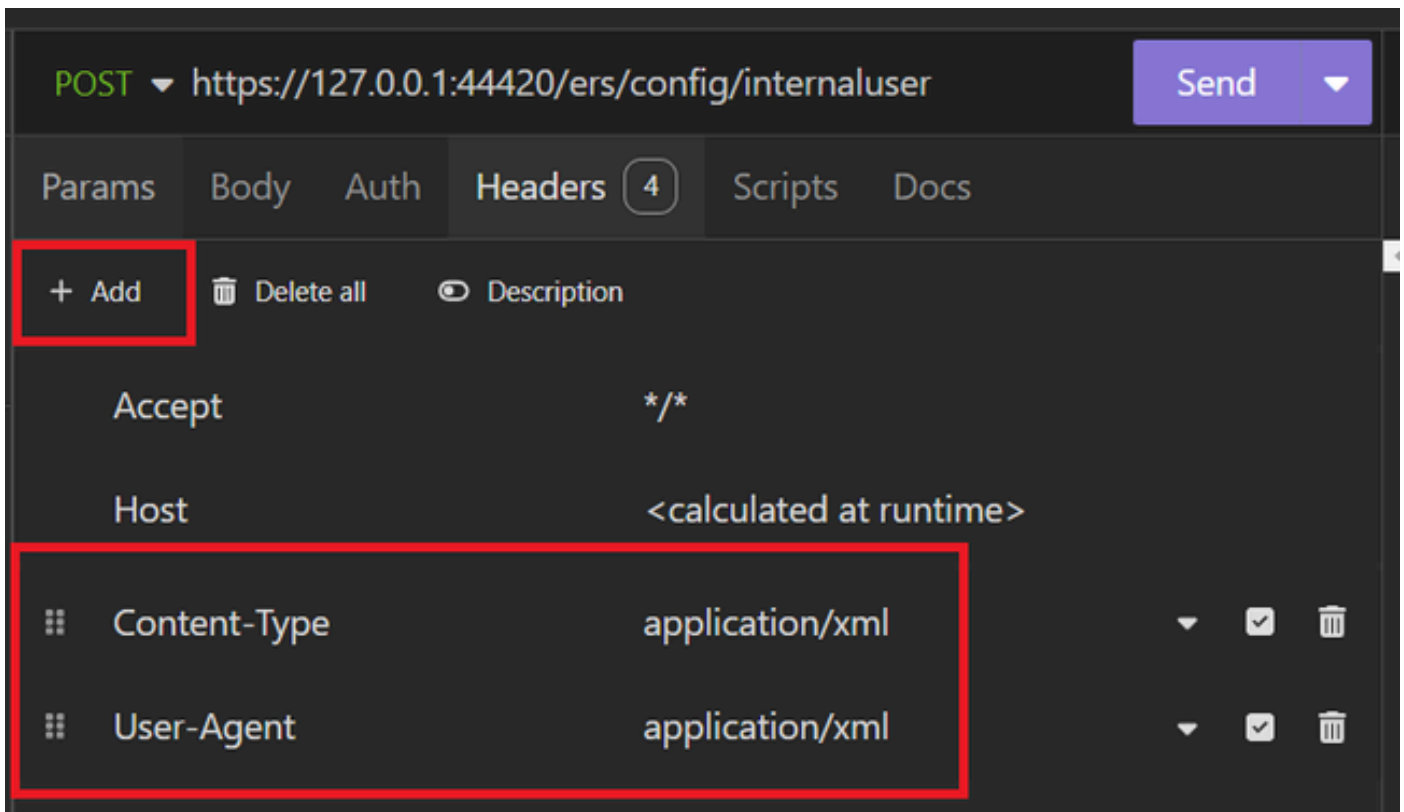 POST https://127.0.0.1:44420/ers/config/internaluser Send
Params Body Auth Headers 4 Scripts Docs
+ Add Delete all Description
Accept */*
Host <calculated at runtime>
Content-Type application/xml
User-Agent application/xml